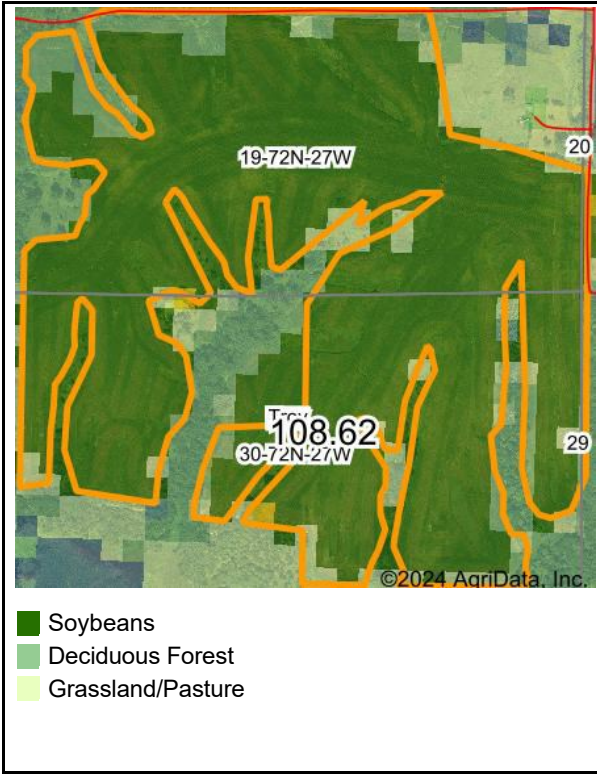 19-72N-27W
20
Troy
108.62
30-72N-27W
29
©2024 AgriData, Inc.
Soybeans
Deciduous Forest
Grassland/Pasture